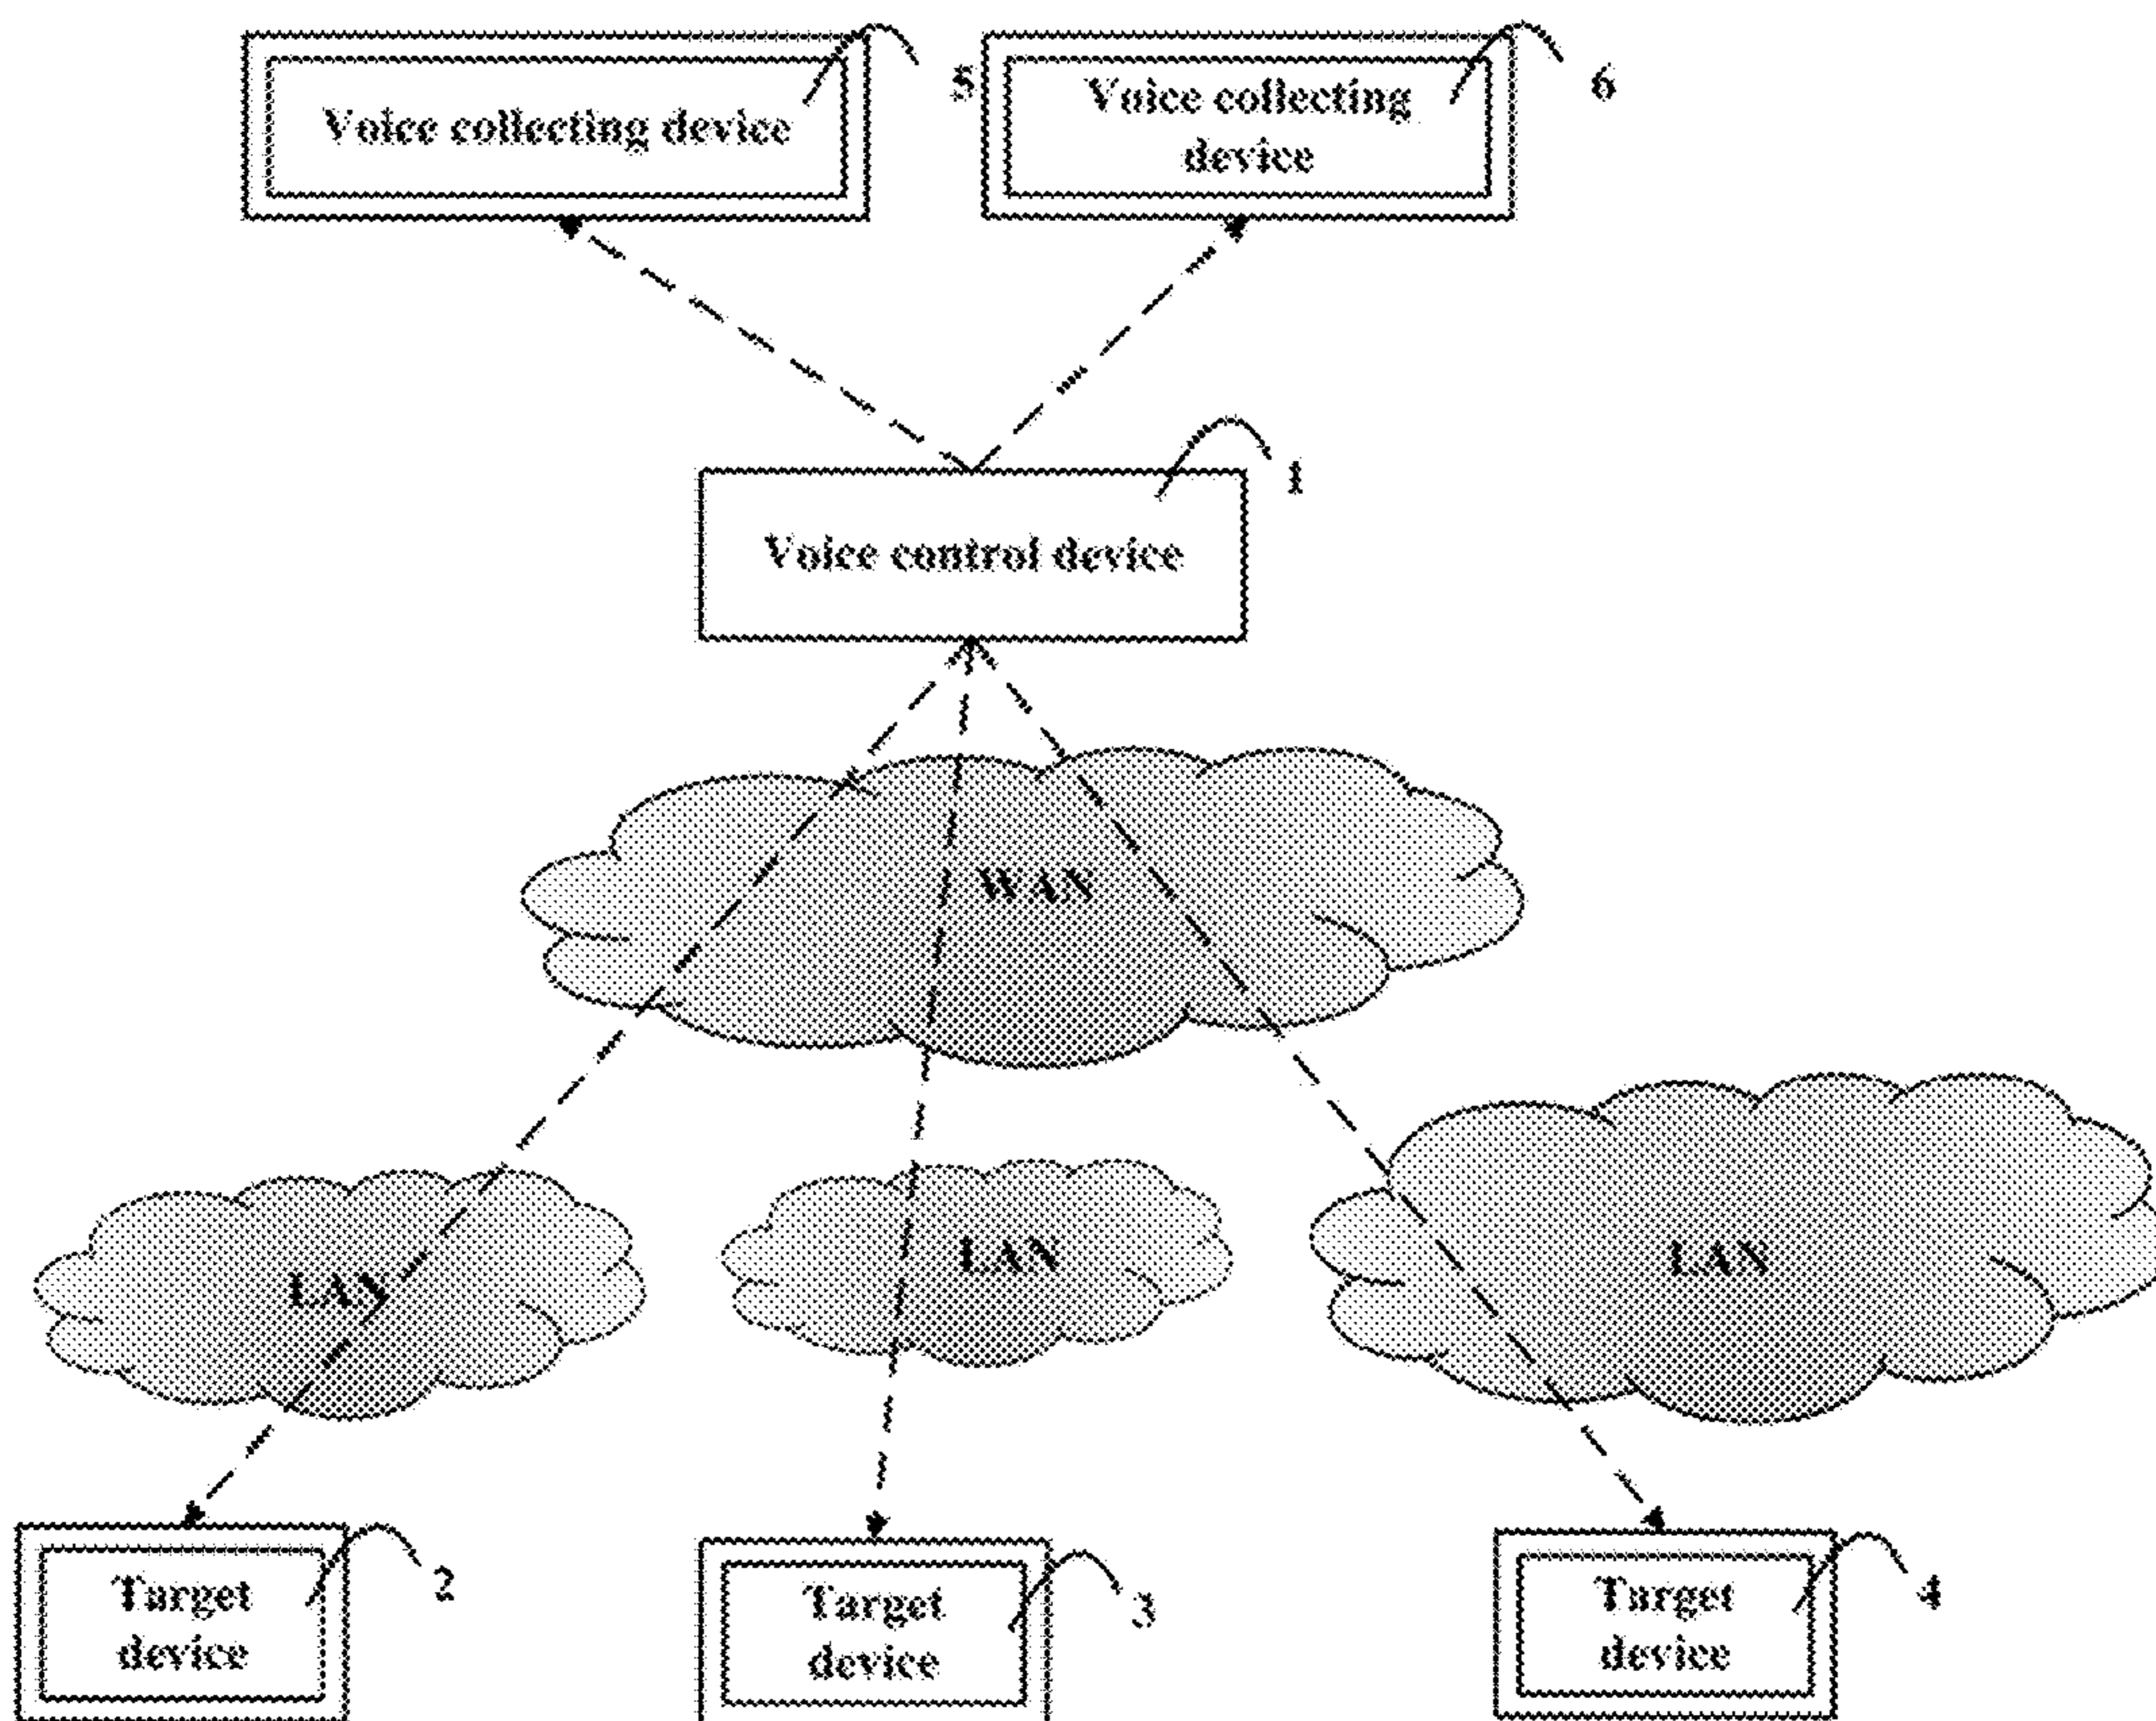 Voice collecting device
5
Voice collecting
device
6
1
Voice control device
WAN
LAN
LAN
LAN
Target
device
2
Target
device
3
Target
device
4